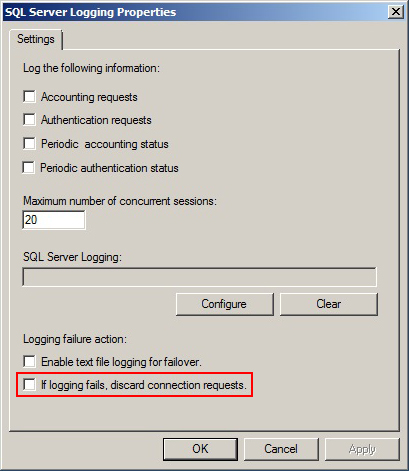 SQL Server Logging Properties
Settings
Log the following information:
Accounting requests
Authentication requests
Periodic accounting status
Periodic authentication status
Maximum number of concurrent sessions:
20
SQL Server Logging:
Configure
Clear
Logging failure action:
Enable text file logging for failover.
If logging fails, discard connection requests.
OK
Cancel
Apply